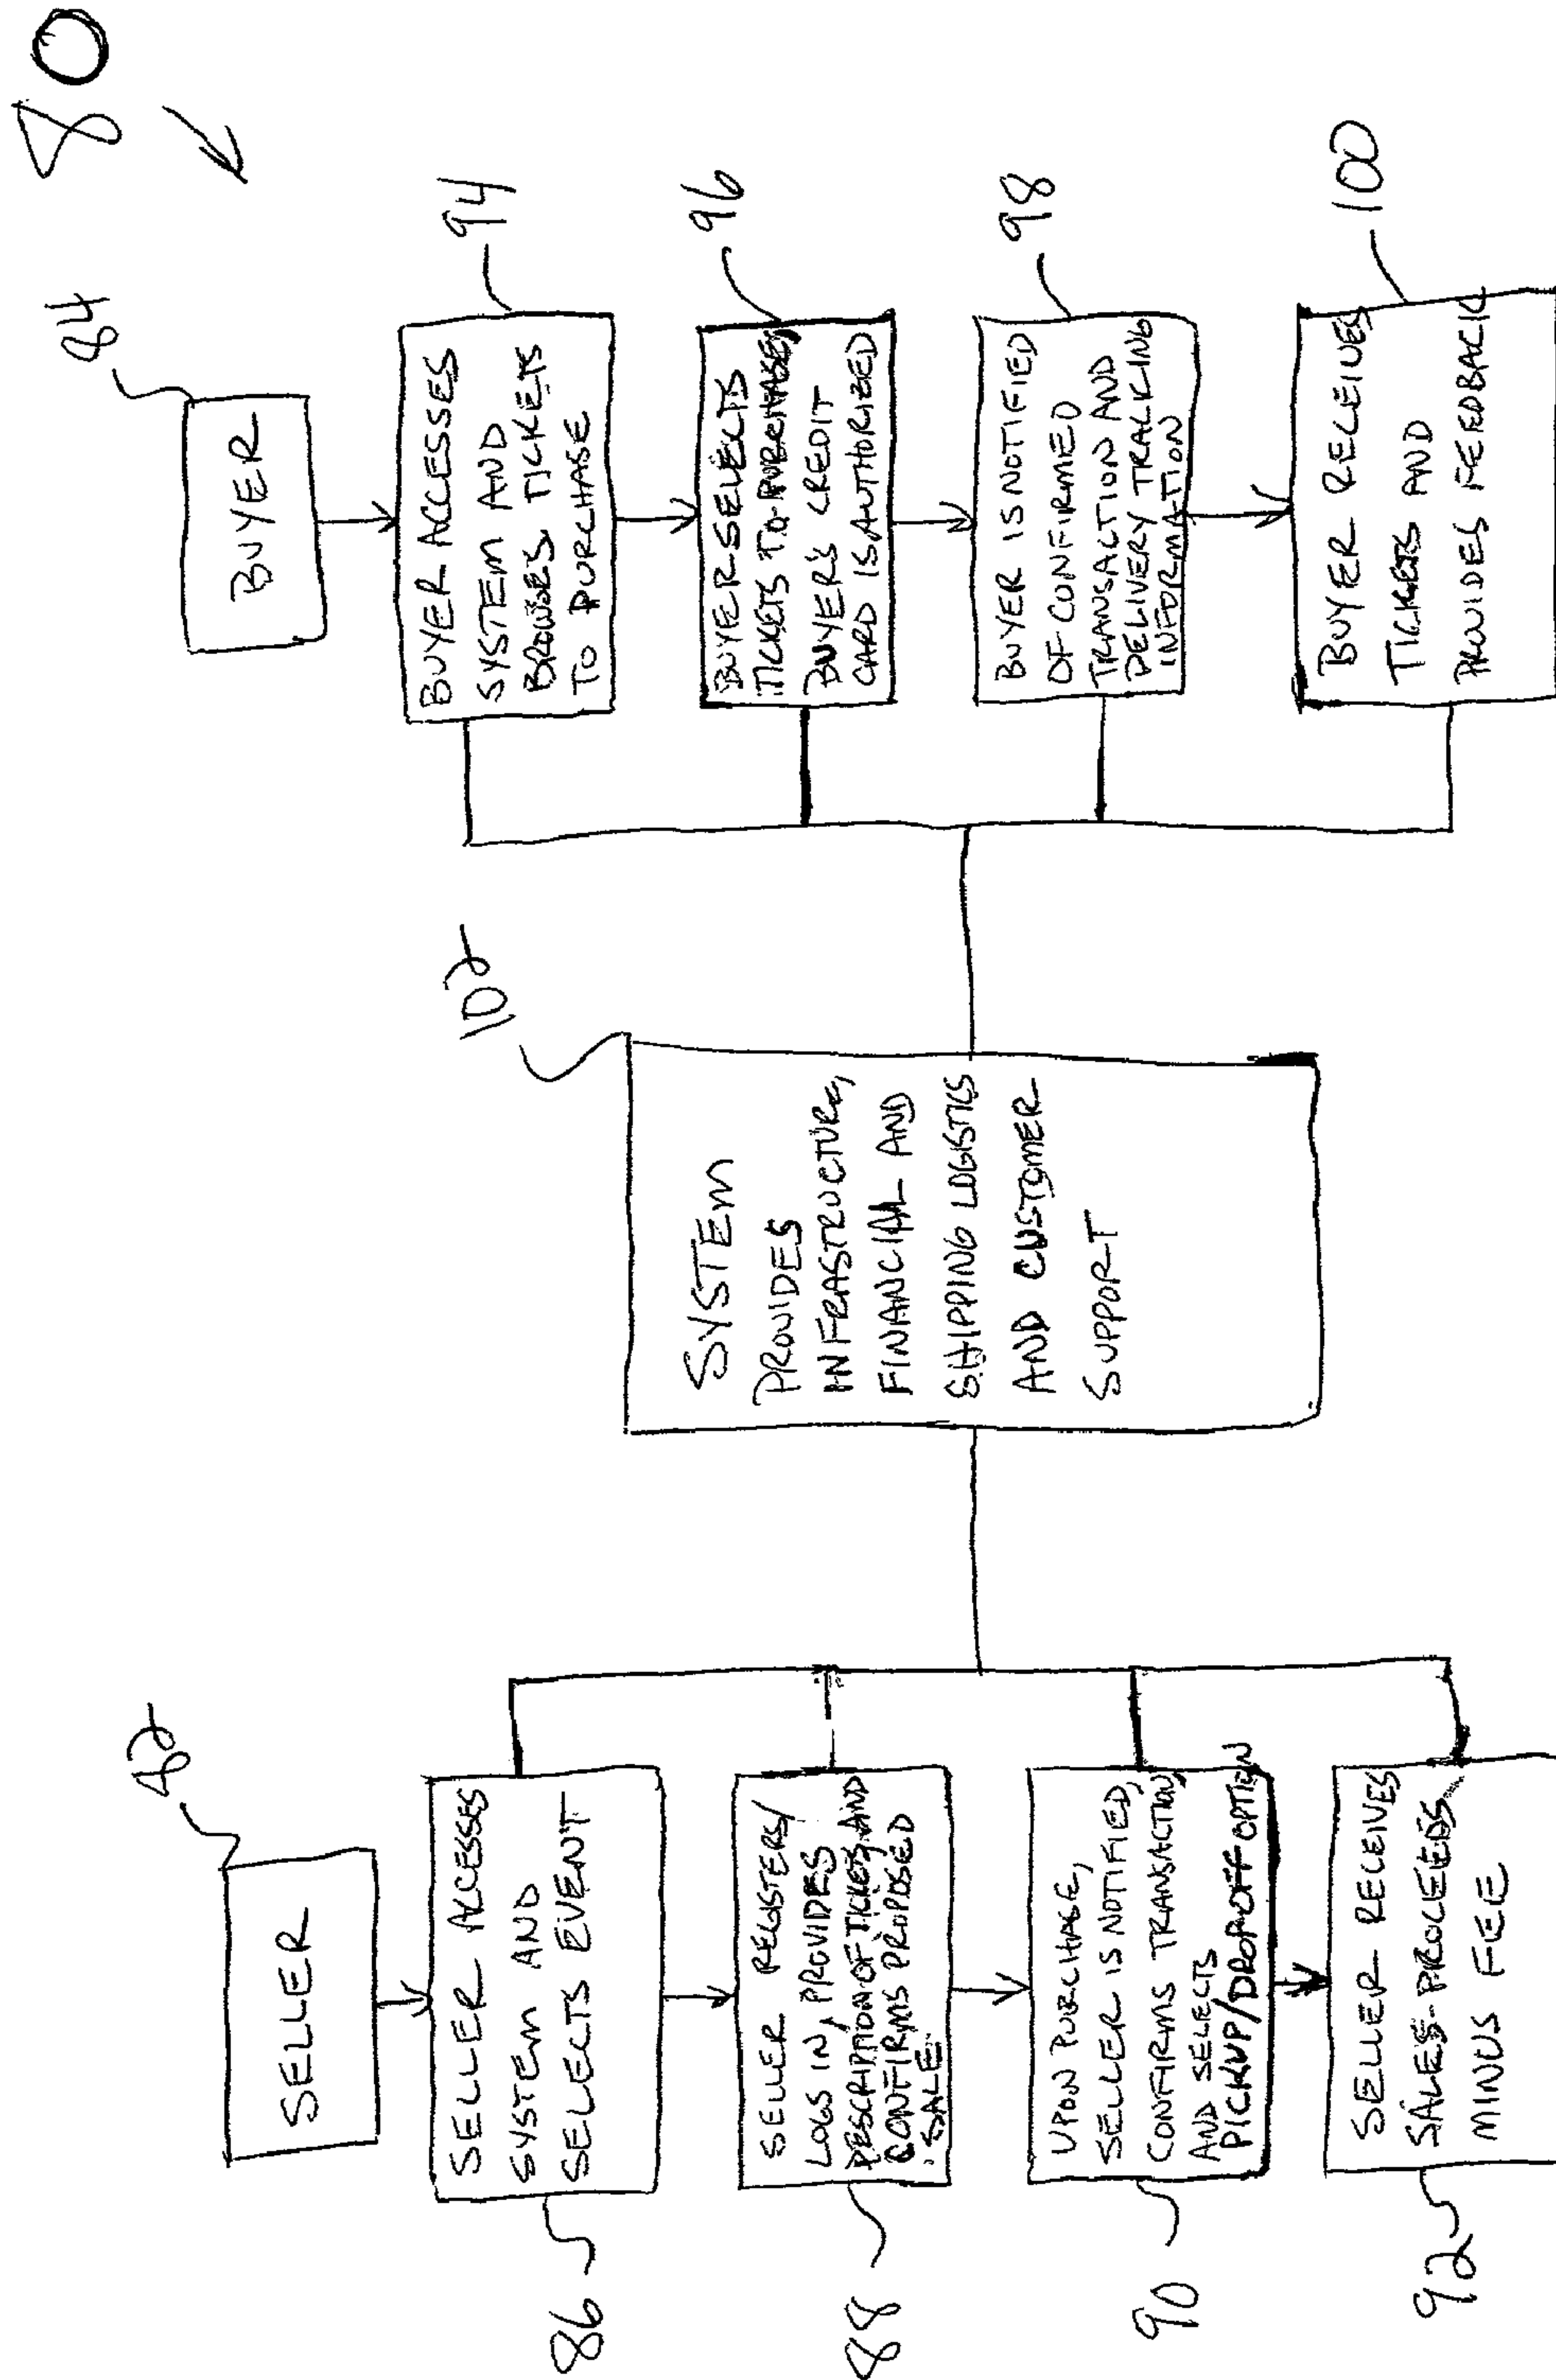 80
82
SELLER
86
SELLER ACCESSES
SYSTEM AND
SELECTS EVENT
88
SELLER REGISTERS/
LOGS IN, PROVIDES
DESCRIPTION OF TICKETS, AND
CONFIRMS PROPOSED
SALE
90
UPON PURCHASE,
SELLER IS NOTIFIED,
CONFIRMS TRANSACTION,
AND SELECTS
PICKUP/DROPOFF OPTION
92
SELLER RECEIVES
SALES PROCEEDS
MINUS FEE
102
SYSTEM
PROVIDES
INFRASTRUCTURE,
FINANCIAL AND
SHIPPING LOGISTICS
AND CUSTOMER
SUPPORT
84
BUYER
94
BUYER ACCESSES
SYSTEM AND
BROWSES TICKETS
TO PURCHASE
96
BUYER SELECTS
TICKETS TO PURCHASE,
BUYER'S CREDIT
CARD IS AUTHORIZED
98
BUYER IS NOTIFIED
OF CONFIRMED
TRANSACTION AND
DELIVERY TRACKING
INFORMATION
100
BUYER RECEIVES
TICKETS AND
PROVIDES FEEDBACK